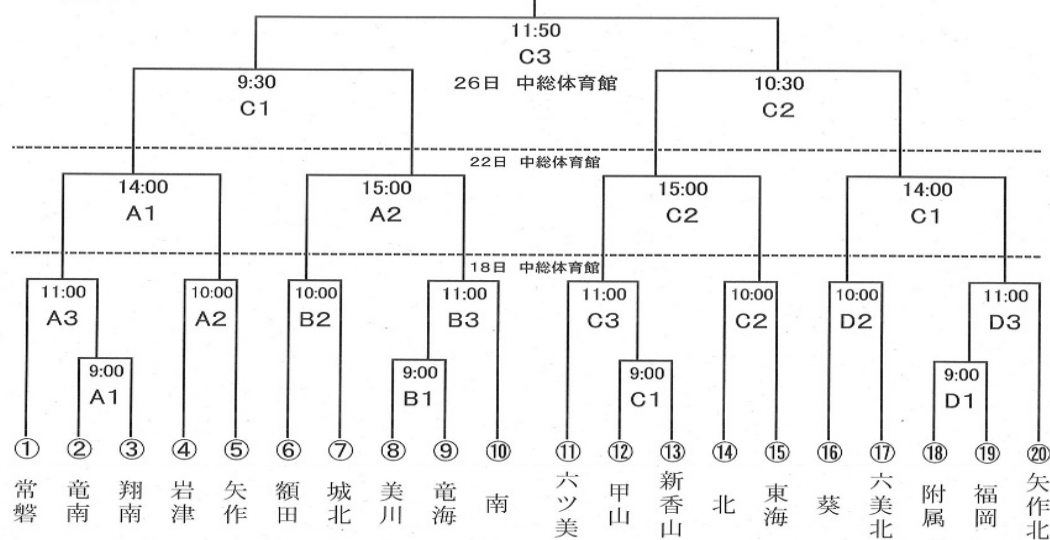 11:50
C3
26日 中総体育館
9:30
C1
10:30
C2
22日 中総体育館
14:00
A1
15:00
A2
15:00
C2
14:00
C1
18日 中総体育館
11:00
A3
10:00
A2
10:00
B2
11:00
B3
11:00
C3
10:00
C2
10:00
D2
11:00
D3
9:00
A1
9:00
B1
9:00
C1
9:00
D1
① ② ③ ④ ⑤ ⑥ ⑦ ⑧ ⑨ ⑩ ⑪ ⑫ ⑬ ⑭ ⑮ ⑯ ⑰ ⑱ ⑲ ⑳
常磐
竜南
翔南
岩津
矢作
額田
城北
美川
竜海
南
六ツ美
甲山
新香山
北
東海
葵
六美北
附属
福岡
矢作北